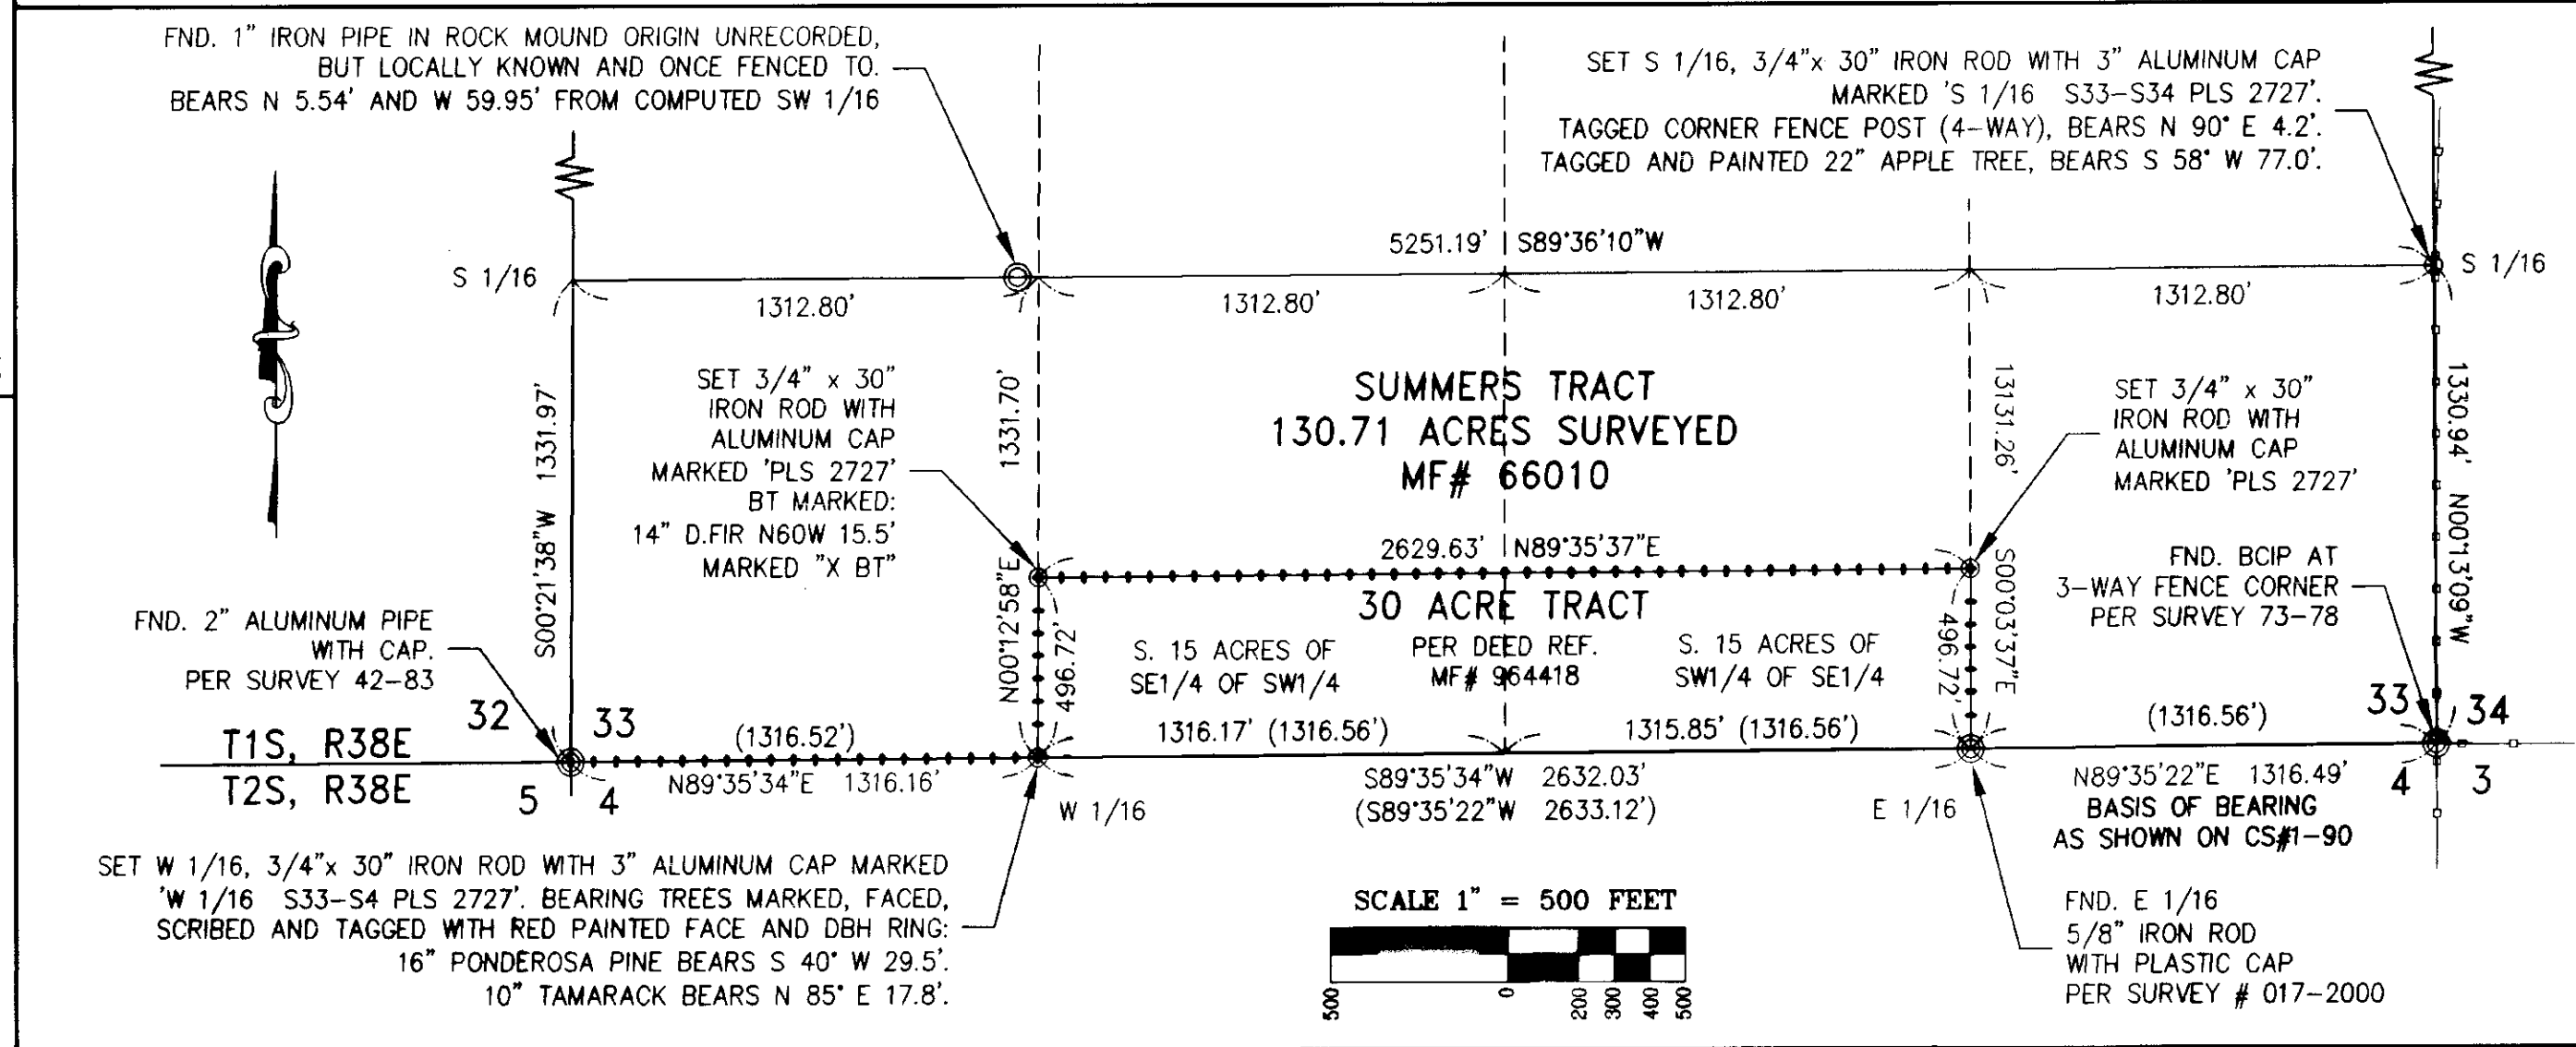 FND. 1" IRON PIPE IN ROCK MOUND ORIGIN UNRECORDED,
BUT LOCALLY KNOWN AND ONCE FENCED TO.
BEARS N 5.54' AND W 59.95' FROM COMPUTED SW 1/16
SET S 1/16, 3/4"x 30" IRON ROD WITH 3" ALUMINUM CAP
MARKED 'S 1/16 S33-S34 PLS 2727'.
TAGGED CORNER FENCE POST (4-WAY), BEARS N 90° E 4.2'.
TAGGED AND PAINTED 22" APPLE TREE, BEARS S 58° W 77.0'.
5251.19' S89°36'10"W
S 1/16
S 1/16
1312.80'
1312.80'
1312.80'
1312.80'
S00°21'38"W 1331.97'
SET 3/4" x 30"
IRON ROD WITH
ALUMINUM CAP
MARKED 'PLS 2727'
BT MARKED:
14" D.FIR N60W 15.5'
MARKED "X BT"
1331.70'
SUMMERS TRACT
130.71 ACRES SURVEYED
MF# 66010
13131.26'
SET 3/4" x 30"
IRON ROD WITH
ALUMINUM CAP
MARKED 'PLS 2727'
1330.94' N00°13'09"W
2629.63' N89°35'37"E
FND. BCIP AT
3-WAY FENCE CORNER
PER SURVEY 73-78
FND. 2" ALUMINUM PIPE
WITH CAP.
PER SURVEY 42-83
N00°12'58"E
496.72'
30 ACRE TRACT
PER DEED REF.
MF# 964418
S. 15 ACRES OF
SE1/4 OF SW1/4
S. 15 ACRES OF
SW1/4 OF SE1/4
S00°03'37"E
496.72'
32 33
33 34
T1S, R38E
T2S, R38E
5 4
4 3
(1316.52')
N89°35'34"E 1316.16'
1316.17' (1316.56')
1315.85' (1316.56')
(1316.56')
W 1/16
S89°35'34"W 2632.03'
(S89°35'22"W 2633.12')
E 1/16
N89°35'22"E 1316.49'
BASIS OF BEARING
AS SHOWN ON CS#1-90
SET W 1/16, 3/4"x 30" IRON ROD WITH 3" ALUMINUM CAP MARKED
'W 1/16 S33-S4 PLS 2727'. BEARING TREES MARKED, FACED,
SCRIBED AND TAGGED WITH RED PAINTED FACE AND DBH RING:
16" PONDEROSA PINE BEARS S 40° W 29.5'.
10" TAMARACK BEARS N 85° E 17.8'.
SCALE 1" = 500 FEET
500 0 200 300 400 500
FND. E 1/16
5/8" IRON ROD
WITH PLASTIC CAP
PER SURVEY # 017-2000